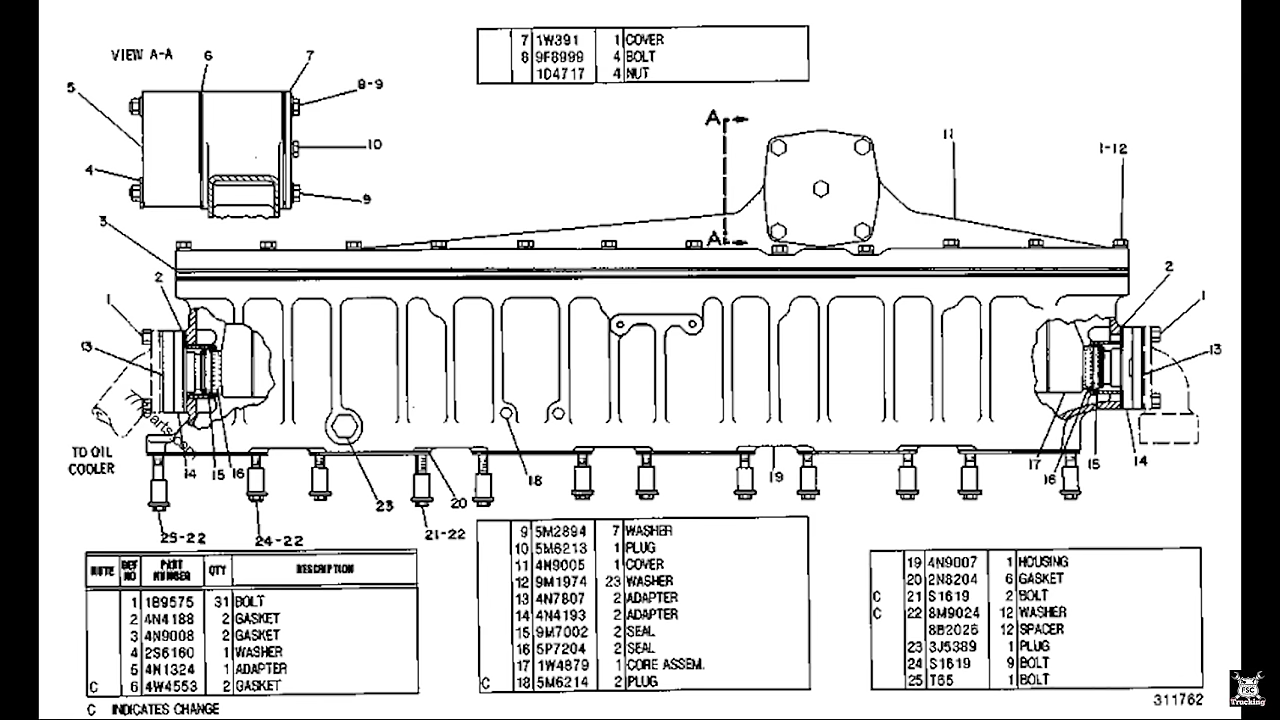 VIEW A-A
6
7
5
8-9
10
4
9
3
7 1W391 1 COVER
8 9F8999 4 BOLT
1D4717 4 NUT
A
11
1-12
A
2
1
13
2
1
13
TO OIL
COOLER
14
15
16
23
20
18
19
17
16
15
14
25-22
24-22
21-22
NOTE REF NO PART NUMBER QTY DESCRIPTION
1 1B9575 31 BOLT
2 4N4188 2 GASKET
3 4N9008 2 GASKET
4 2S6160 1 WASHER
5 4N1324 1 ADAPTER
C 6 4W4553 2 GASKET
C INDICATES CHANGE
9 5M2894 7 WASHER
10 5M6213 1 PLUG
11 4N9005 1 COVER
12 9M1974 23 WASHER
13 4N7807 2 ADAPTER
14 4N4193 2 ADAPTER
15 9M7002 2 SEAL
16 5P7204 2 SEAL
17 1W4879 1 CORE ASSEM.
C 18 5M6214 2 PLUG
19 4N9007 1 HOUSING
20 2N8204 6 GASKET
C 21 S1619 2 BOLT
C 22 8M9024 12 WASHER
8B2026 12 SPACER
23 3J5389 1 PLUG
24 S1619 9 BOLT
25 T65 1 BOLT
311762
FSC
Trucking